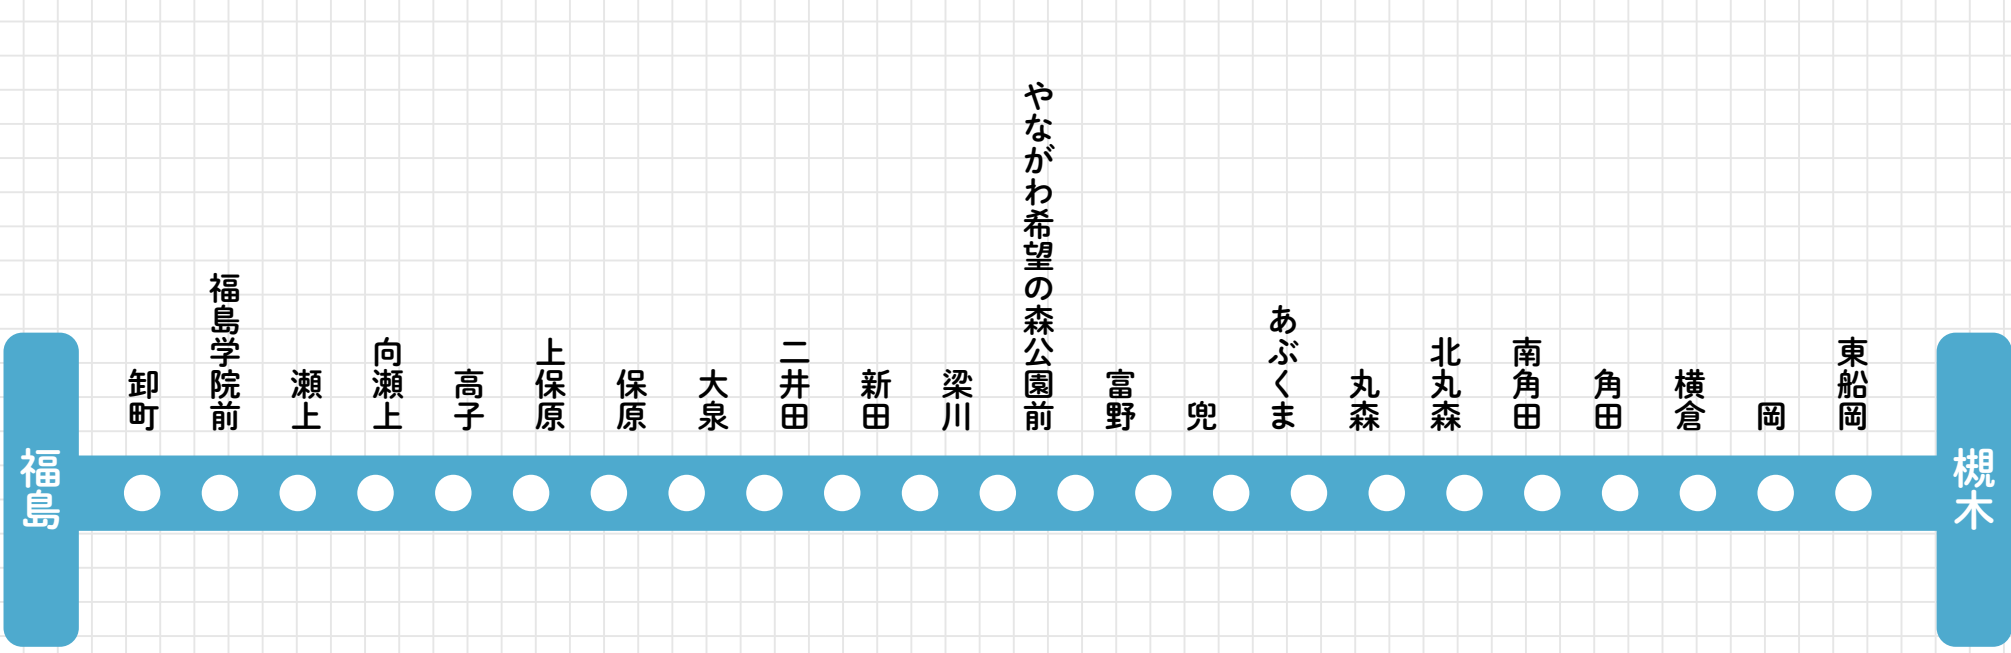 福島
卸町
福島学院前
瀬上
向瀬上
高子
上保原
保原
大泉
二井田
新田
梁川
やながわ希望の森公園前
富野
兜
あぶくま
丸森
北丸森
南角田
角田
横倉
岡
東船岡
槻木